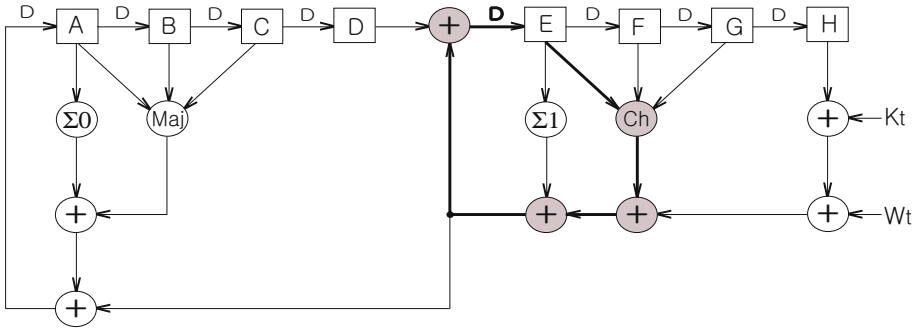 D D D D D D D
A B C D + E F G H
Σ0 Maj Σ1 Ch + Kt
+ + + + Wt
+